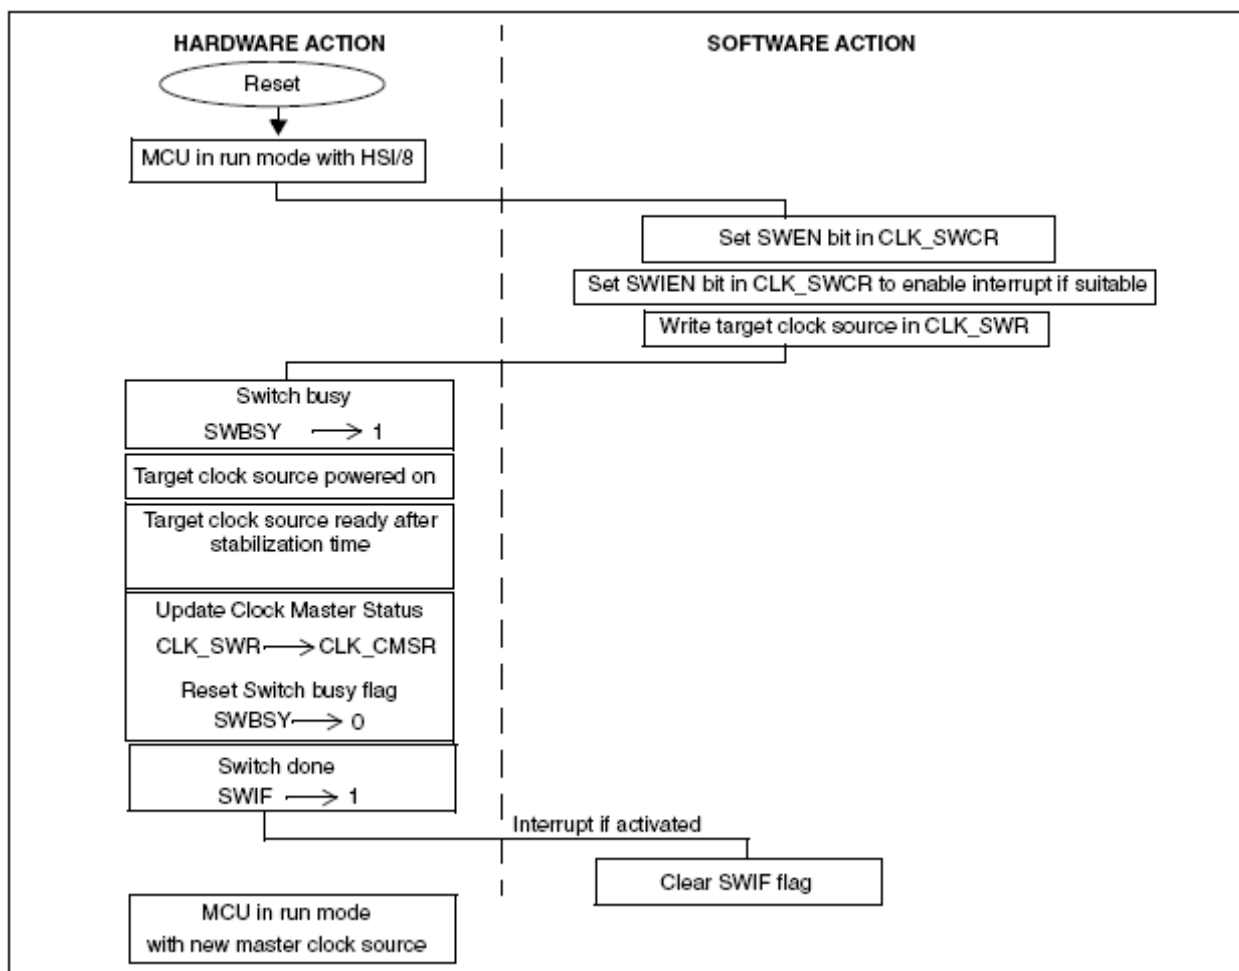 HARDWARE ACTION
SOFTWARE ACTION
Reset
MCU in run mode with HSI/8
Set SWEN bit in CLK_SWCR
Set SWIEN bit in CLK_SWCR to enable interrupt if suitable
Write target clock source in CLK_SWR
Switch busy
SWBSY → 1
Target clock source powered on
Target clock source ready after
stabilization time
Update Clock Master Status
CLK_SWR → CLK_CMSR
Reset Switch busy flag
SWBSY → 0
Switch done
SWIF → 1
Interrupt if activated
Clear SWIF flag
MCU in run mode
with new master clock source